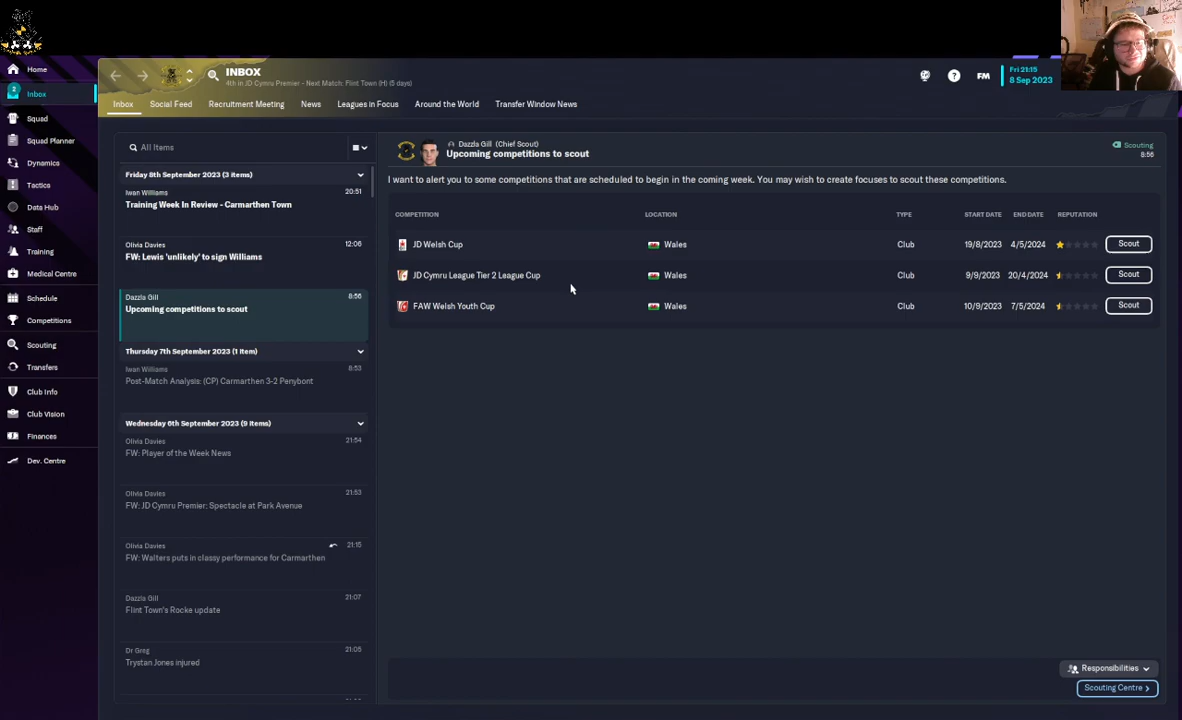 Home
2
Inbox
Squad
Squad Planner
Dynamics
Tactics
Data Hub
Staff
Training
Medical Centre
Schedule
Competitions
Scouting
Transfers
Club Info
Club Vision
Finances
Dev. Centre
INBOX
4th in JD Cymru Premier - Next Match: Flint Town (H) (5 days)
FM
Fri 21:15
8 Sep 2023
Inbox Social Feed Recruitment Meeting News Leagues in Focus Around the World Transfer Window News
All Items
Friday 8th September 2023 (3 items)
Iwan Williams 20:51
Training Week In Review - Carmarthen Town
Olivia Davies 12:06
FW: Lewis 'unlikely' to sign Williams
Dazzla Gill 8:56
Upcoming competitions to scout
Thursday 7th September 2023 (1 item)
Iwan Williams 8:53
Post-Match Analysis: (CP) Carmarthen 3-2 Penybont
Wednesday 6th September 2023 (9 items)
Olivia Davies 21:54
FW: Player of the Week News
Olivia Davies 21:53
FW: JD Cymru Premier: Spectacle at Park Avenue
Olivia Davies 21:15
FW: Walters puts in classy performance for Carmarthen
Dazzla Gill 21:07
Flint Town's Rocke update
Dr Greg 21:05
Trystan Jones injured
Dazzla Gill (Chief Scout)
Upcoming competitions to scout
Scouting
8:56
I want to alert you to some competitions that are scheduled to begin in the coming week. You may wish to create focuses to scout these competitions.
COMPETITION LOCATION TYPE START DATE END DATE REPUTATION
JD Welsh Cup Wales Club 19/8/2023 4/5/2024 Scout
JD Cymru League Tier 2 League Cup Wales Club 9/9/2023 20/4/2024 Scout
FAW Welsh Youth Cup Wales Club 10/9/2023 7/5/2024 Scout
Responsibilities
Scouting Centre